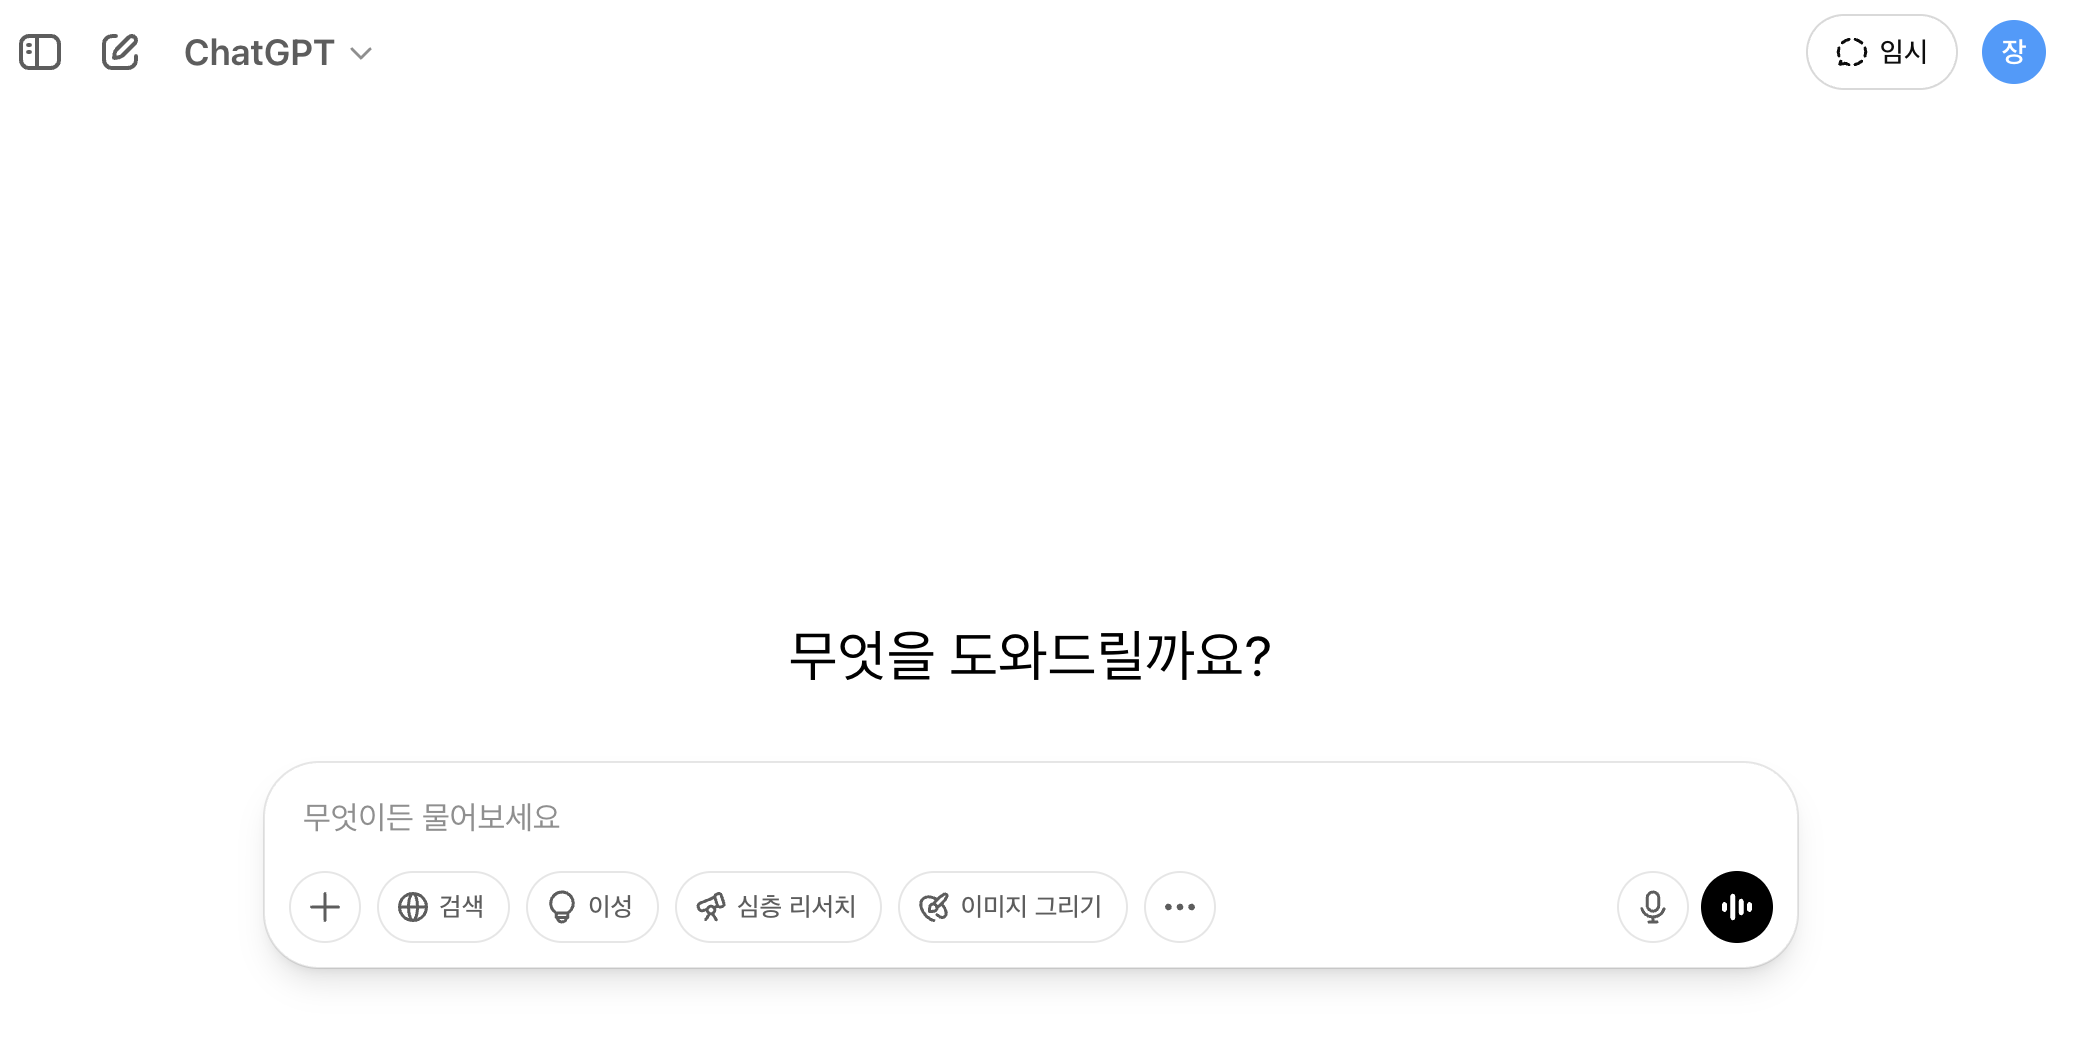 ChatGPT
임시
장
무엇을 도와드릴까요?
무엇이든 물어보세요
검색 이성 심층 리서치 이미지 그리기